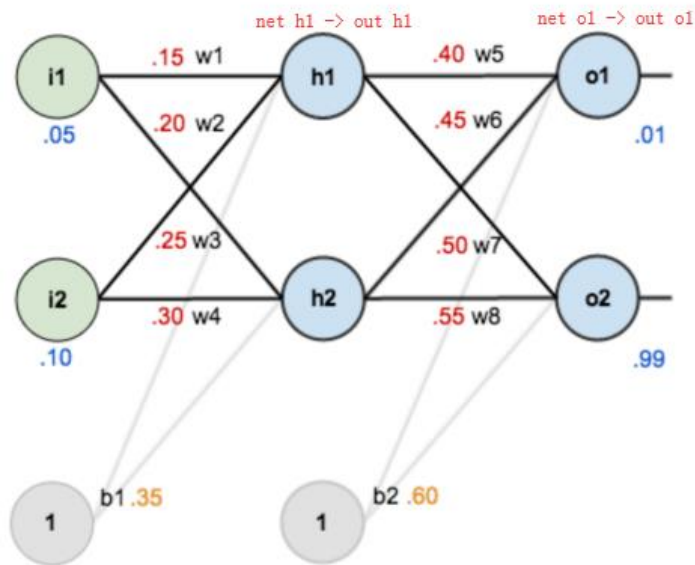 net h1 -> out h1
net o1 -> out o1
.15 w1
.40 w5
i1
h1
o1
.20 w2
.45 w6
.05
.01
.25 w3
.50 w7
i2
h2
o2
.30 w4
.55 w8
.10
.99
b1 .35
b2 .60
1
1